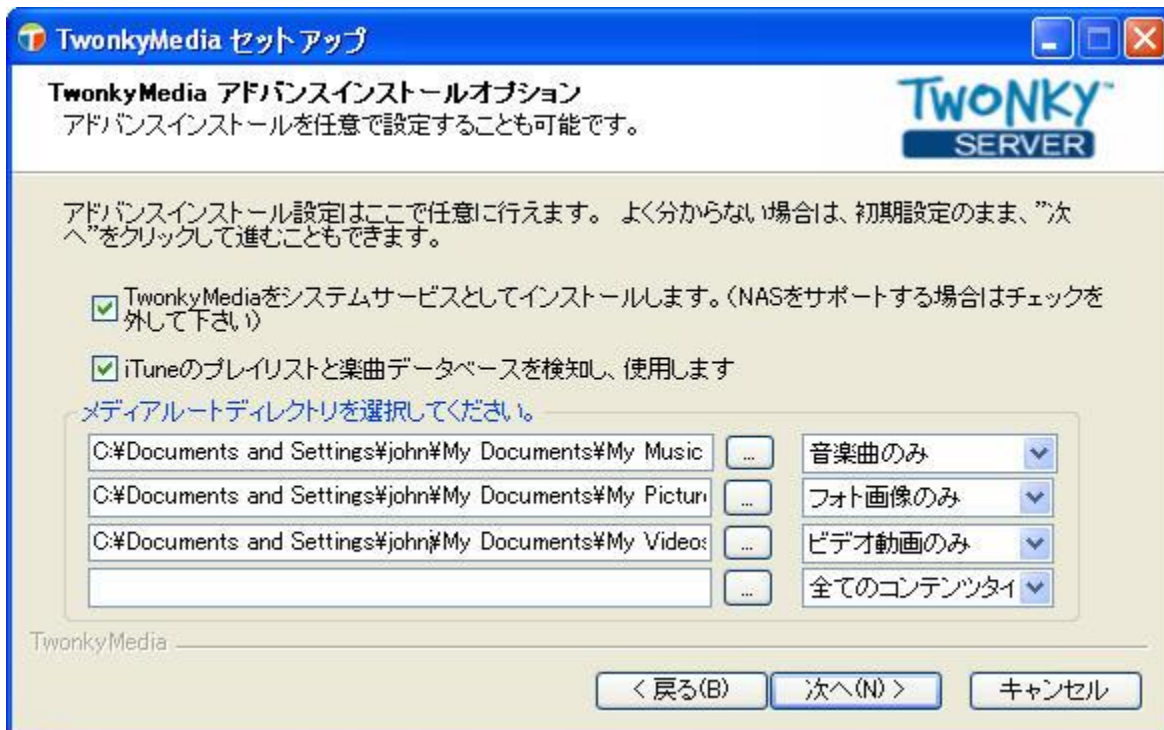 TwonkyMedia セットアップ
TwonkyMedia アドバンスインストールオプション
アドバンスインストールを任意で設定することも可能です。
TWONKY™
SERVER
アドバンスインストール設定はここで任意に行えます。 よく分からない場合は、初期設定のまま、”次
へ”をクリックして進むこともできます。
TwonkyMediaをシステムサービスとしてインストールします。(NASをサポートする場合はチェックを
外して下さい)
iTuneのプレイリストと楽曲データベースを検知し、使用します
メディアルートディレクトリを選択してください。
C:¥Documents and Settings¥john¥My Documents¥My Music
...
音楽曲のみ
C:¥Documents and Settings¥john¥My Documents¥My Pictur
...
フォト画像のみ
C:¥Documents and Settings¥john¥My Documents¥My Videos
...
ビデオ動画のみ
...
全てのコンテンツタイ
TwonkyMedia
< 戻る(B)
次へ(N) >
キャンセル